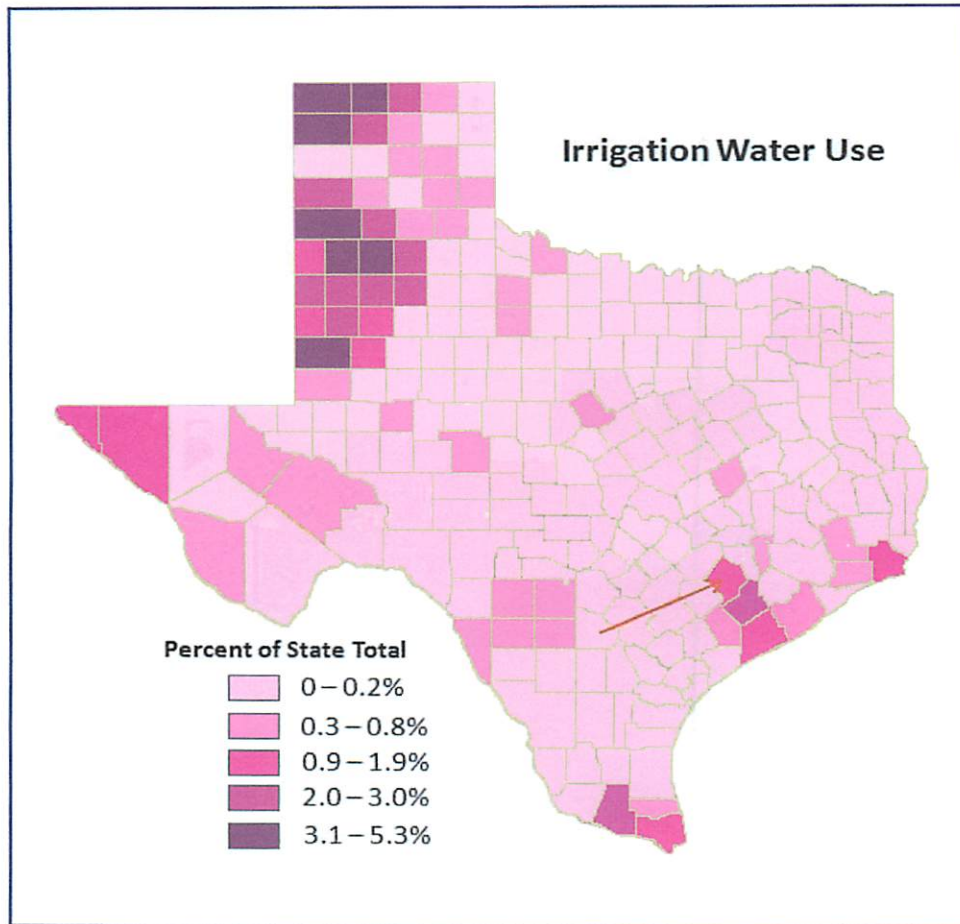 Irrigation Water Use
Percent of State Total
0 – 0.2%
0.3 – 0.8%
0.9 – 1.9%
2.0 – 3.0%
3.1 – 5.3%